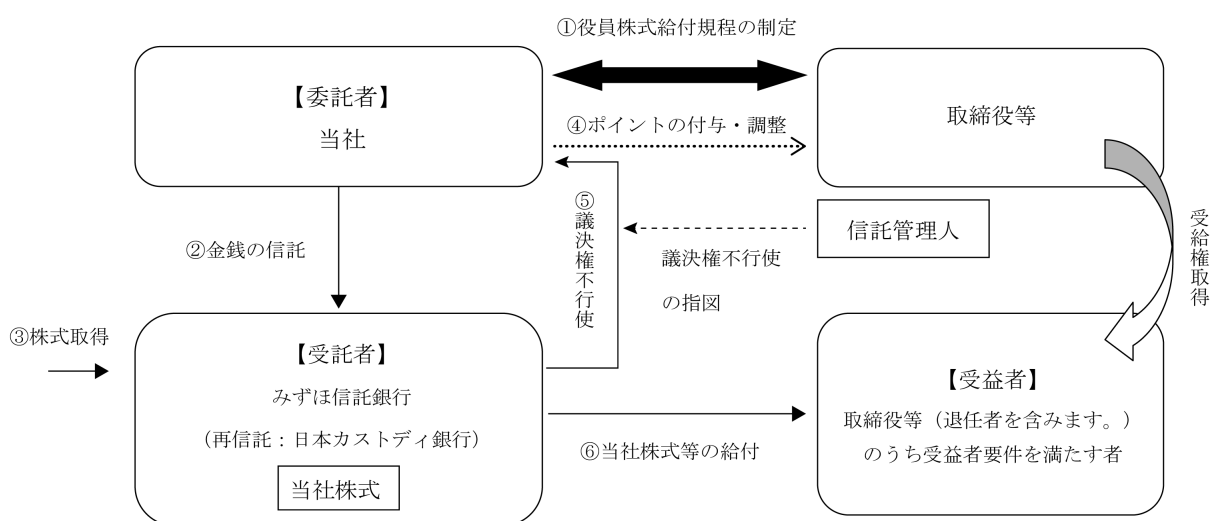 ①役員株式給付規程の制定
【委託者】
当社
取締役等
④ポイントの付与・調整
⑤議決権不行使
信託管理人
議決権不行使
の指図
受給権取得
②金銭の信託
③株式取得
【受託者】
みずほ信託銀行
(再信託：日本カストディ銀行)
当社株式
⑥当社株式等の給付
【受益者】
取締役等（退任者を含みます。）
のうち受益者要件を満たす者